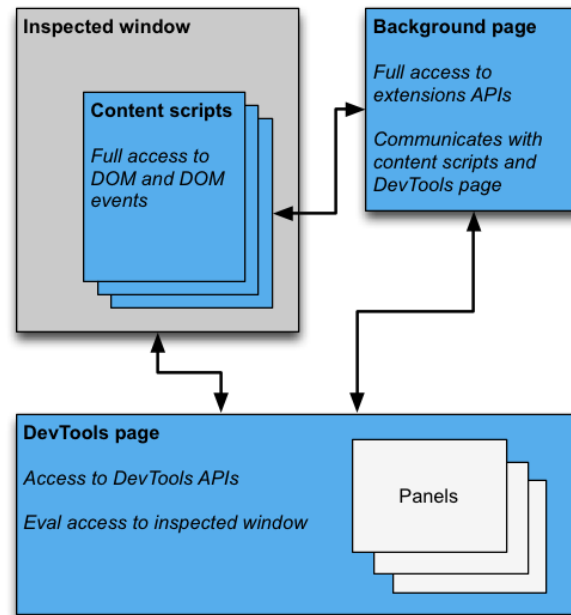 Inspected window
Content scripts
Full access to
DOM and DOM
events
Background page
Full access to
extensions APIs
Communicates with
content scripts and
DevTools page
DevTools page
Access to DevTools APIs
Eval access to inspected window
Panels